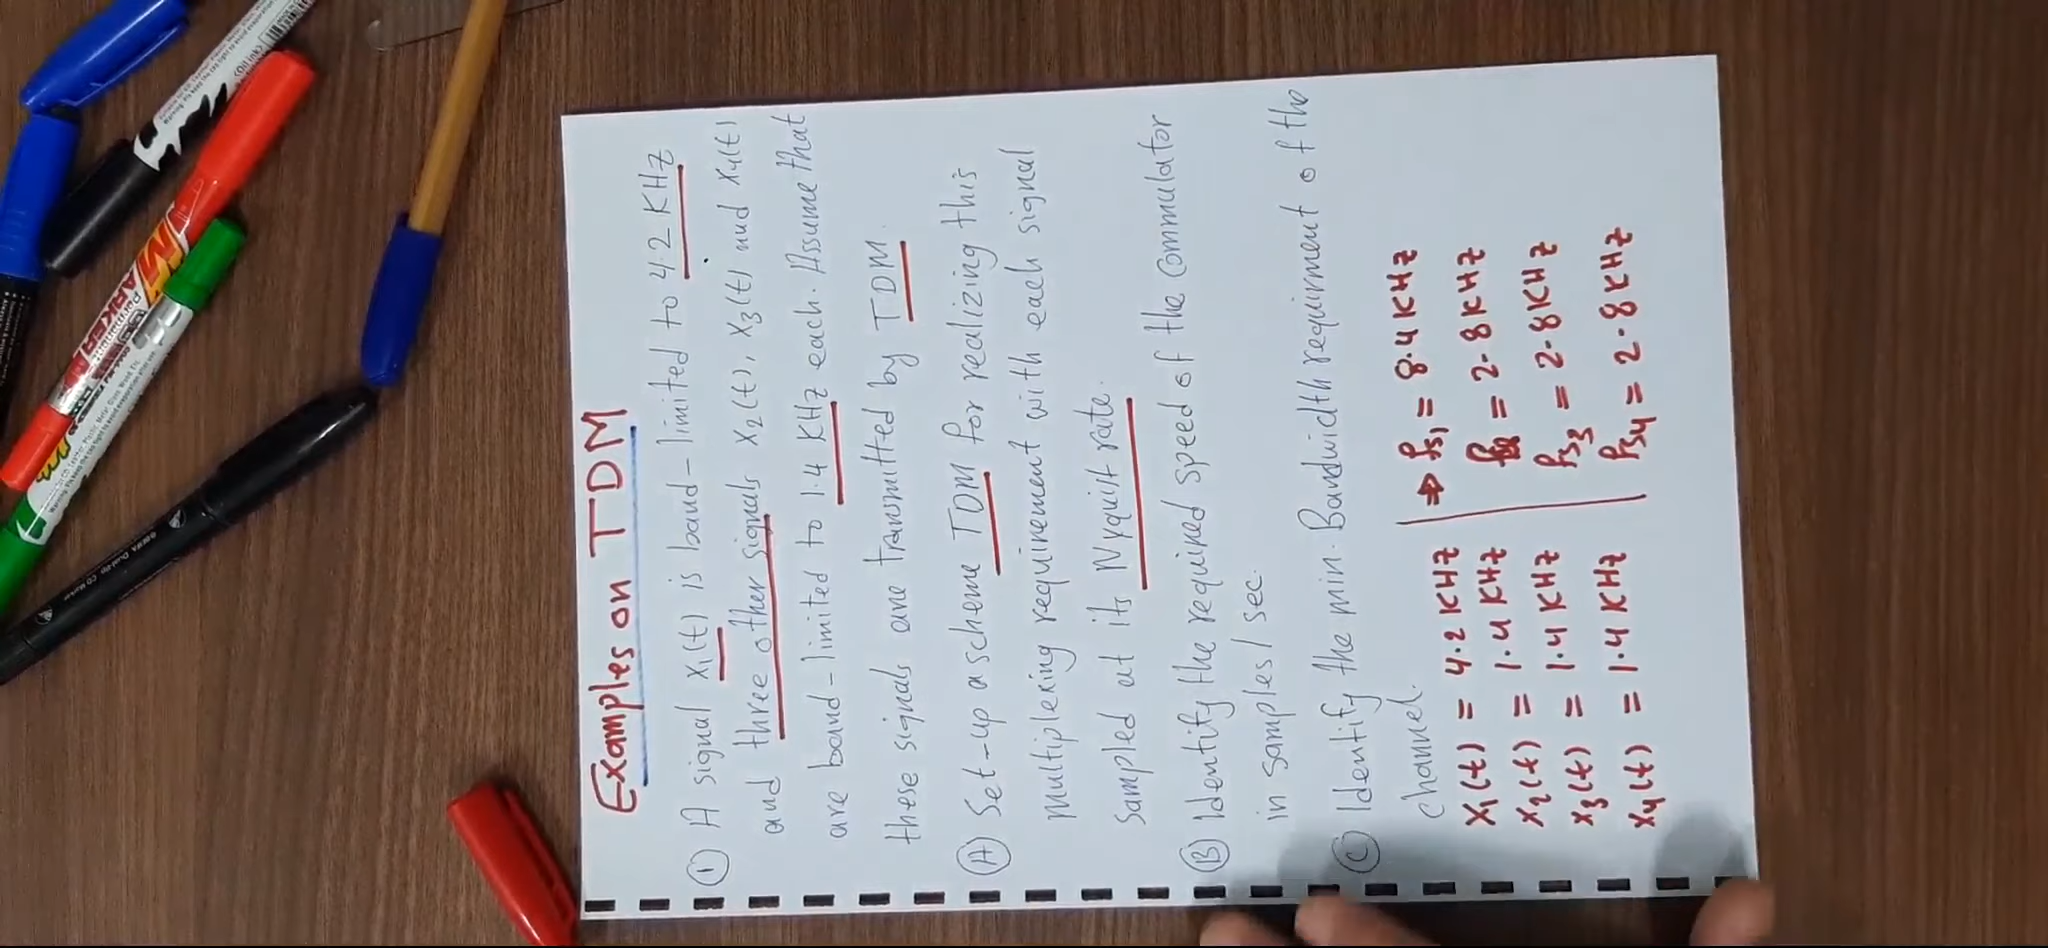 Examples on TDM
① A signal x₁(t) is band-limited to 4.2 KHz
and three other signals x₂(t), x₃(t) nud x₄(t)
are band-limited to 1.4 KHz each. Assume that
these signals are transmitted by TDM.
Ⓐ Set-up a scheme TDM for realizing this
multiplexing requirement with each signal
Sampled at its Nyquist rate.
Ⓑ Identify the required speed of the commulator
in samples/sec.
Ⓒ Identify the min. Bandwidth requirment of the
channel.
x₁(t) = 4.2 KHZ ⇒ fs₁ = 8.4 KHZ
x₂(t) = 1.4 KHZ = 2.8 KHZ
x₃(t) = 1.4 KHZ fs₃ = 2.8 KHZ
x₄(t) = 1.4 KHZ fs₄ = 2.8 KHZ
MARKER